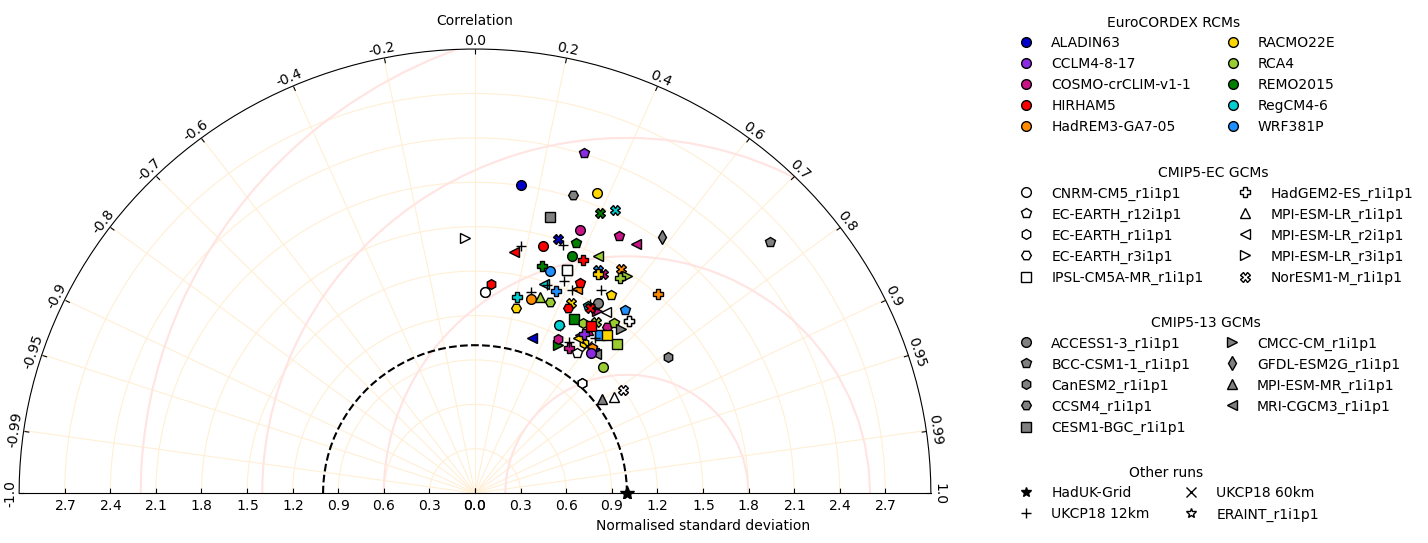 Correlation
-1.0
-0.99
-0.95
-0.9
-0.8
-0.7
-0.6
-0.4
-0.2
0.0
0.2
0.4
0.6
0.7
0.8
0.9
0.95
0.99
1.0
2.7 2.4 2.1 1.8 1.5 1.2 0.9 0.6 0.3 0.0 0.3 0.6 0.9 1.2 1.5 1.8 2.1 2.4 2.7
Normalised standard deviation
EuroCORDEX RCMs
ALADIN63 RACMO22E
CCLM4-8-17 RCA4
COSMO-crCLIM-v1-1 REMO2015
HIRHAM5 RegCM4-6
HadREM3-GA7-05 WRF381P
CMIP5-EC GCMs
CNRM-CM5_r1i1p1 HadGEM2-ES_r1i1p1
EC-EARTH_r12i1p1 MPI-ESM-LR_r1i1p1
EC-EARTH_r1i1p1 MPI-ESM-LR_r2i1p1
EC-EARTH_r3i1p1 MPI-ESM-LR_r3i1p1
IPSL-CM5A-MR_r1i1p1 NorESM1-M_r1i1p1
CMIP5-13 GCMs
ACCESS1-3_r1i1p1 CMCC-CM_r1i1p1
BCC-CSM1-1_r1i1p1 GFDL-ESM2G_r1i1p1
CanESM2_r1i1p1 MPI-ESM-MR_r1i1p1
CCSM4_r1i1p1 MRI-CGCM3_r1i1p1
CESM1-BGC_r1i1p1
Other runs
HadUK-Grid UKCP18 60km
UKCP18 12km ERAINT_r1i1p1